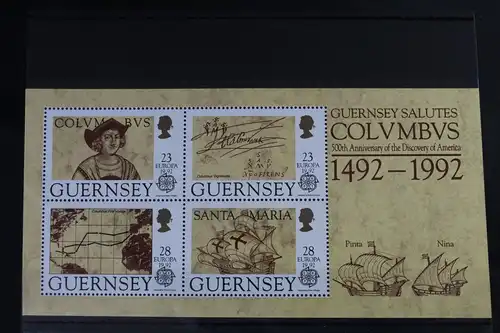 COLVMBVS
23
EUROPA
1992
GUERNSEY
23
EUROPA
1992
GUERNSEY
GUERNSEY SALUTES
COLVMBVS
500th Anniversary of the Discovery of America
1492-1992
28
EUROPA
1992
GUERNSEY
SANTA MARIA
28
EUROPA
1992
GUERNSEY
Pinta
Nina